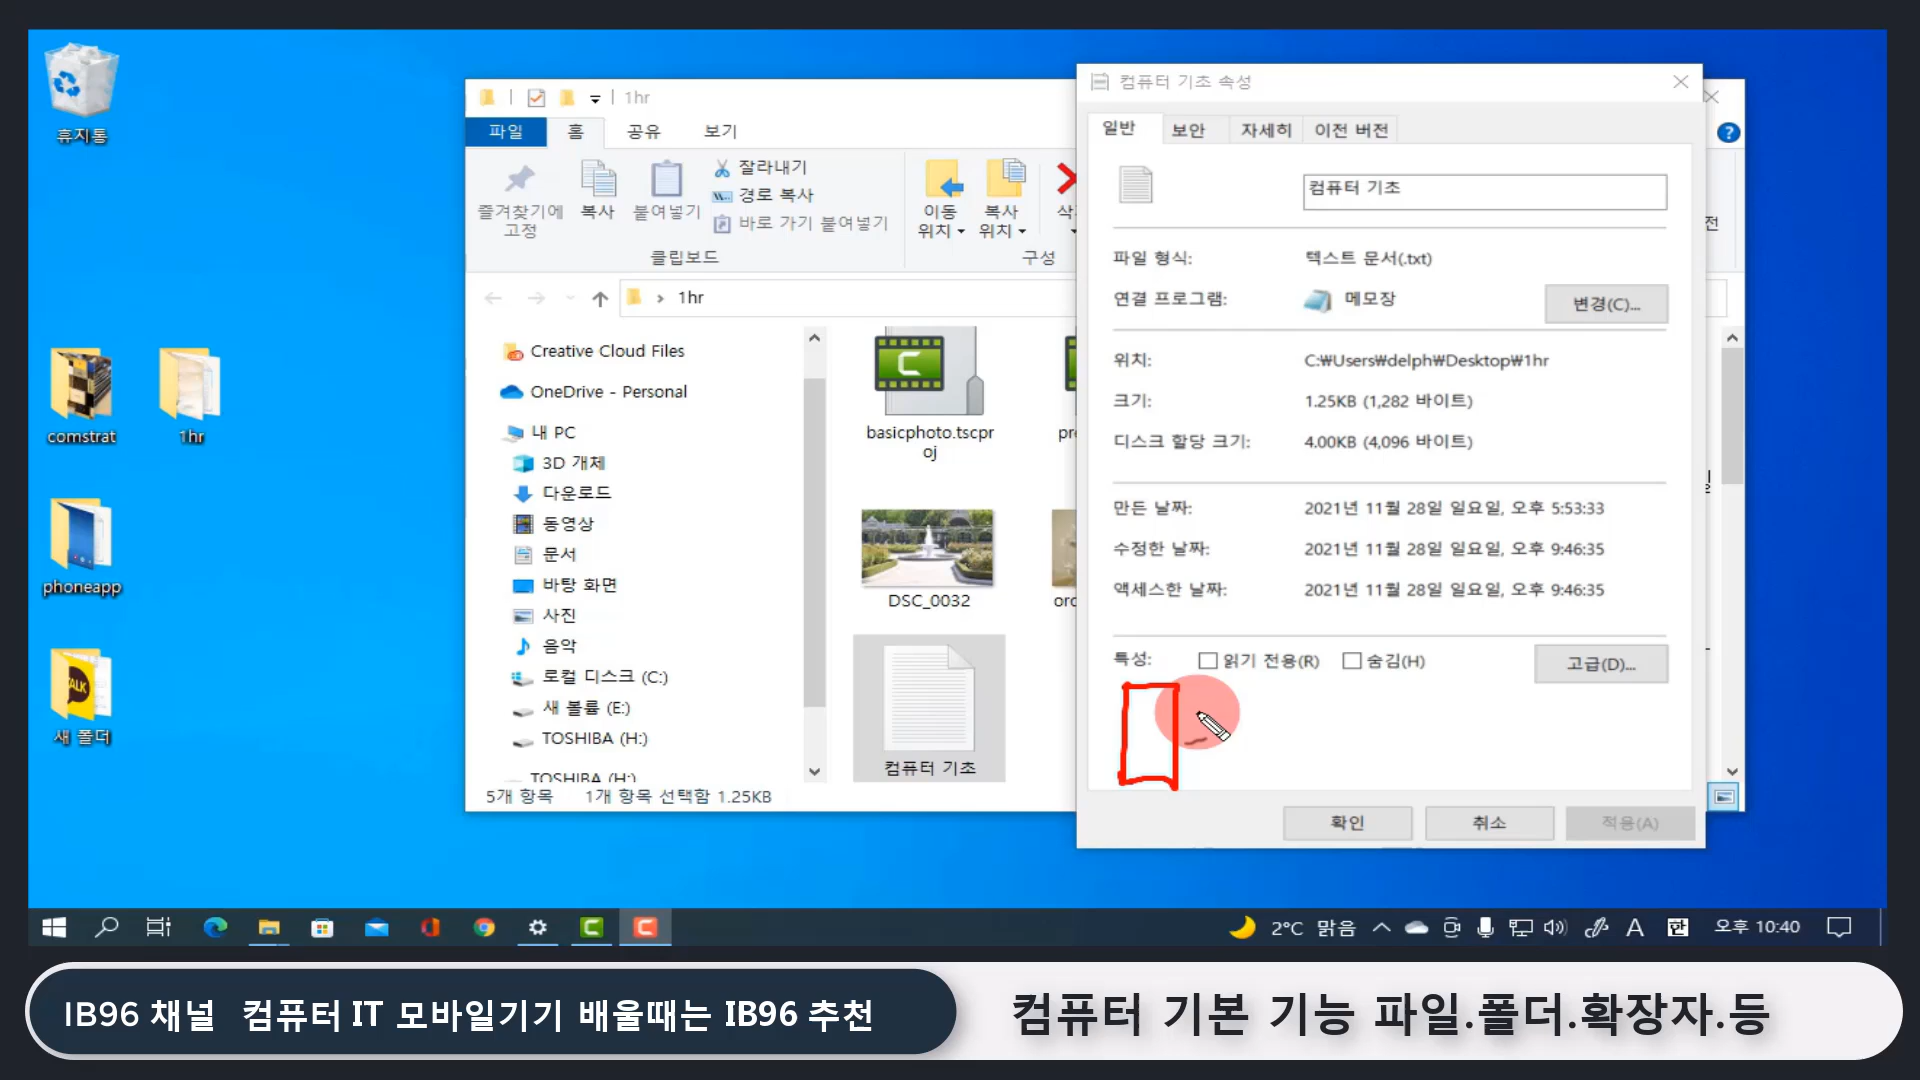 휴지통
comstrat
1hr
phoneapp
새 폴더
1hr
파일
홈
공유
보기
즐겨찾기에
고정
복사
붙여넣기
잘라내기
경로 복사
바로 가기 붙여넣기
클립보드
이동
위치
복사
위치
구성
1hr
Creative Cloud Files
OneDrive - Personal
내 PC
3D 개체
다운로드
동영상
문서
바탕 화면
사진
음악
로컬 디스크 (C:)
새 볼륨 (E:)
TOSHIBA (H:)
TOSHIBA (H:)
basicphoto.tscpr
oj
DSC_0032
컴퓨터 기초
5개 항목
1개 항목 선택함 1.25KB
컴퓨터 기초 속성
일반
보안
자세히
이전 버전
컴퓨터 기초
파일 형식:
텍스트 문서(.txt)
연결 프로그램:
메모장
변경(C)...
위치:
C:₩Users₩delph₩Desktop₩1hr
크기:
1.25KB (1,282 바이트)
디스크 할당 크기:
4.00KB (4,096 바이트)
만든 날짜:
2021년 11월 28일 일요일, 오후 5:53:33
수정한 날짜:
2021년 11월 28일 일요일, 오후 9:46:35
액세스한 날짜:
2021년 11월 28일 일요일, 오후 9:46:35
특성:
읽기 전용(R)
숨김(H)
고급(D)...
확인
취소
적용(A)
2°C 맑음
A
한
오후 10:40
IB96 채널 컴퓨터 IT 모바일기기 배울때는 IB96 추천
컴퓨터 기본 기능 파일.폴더.확장자.등